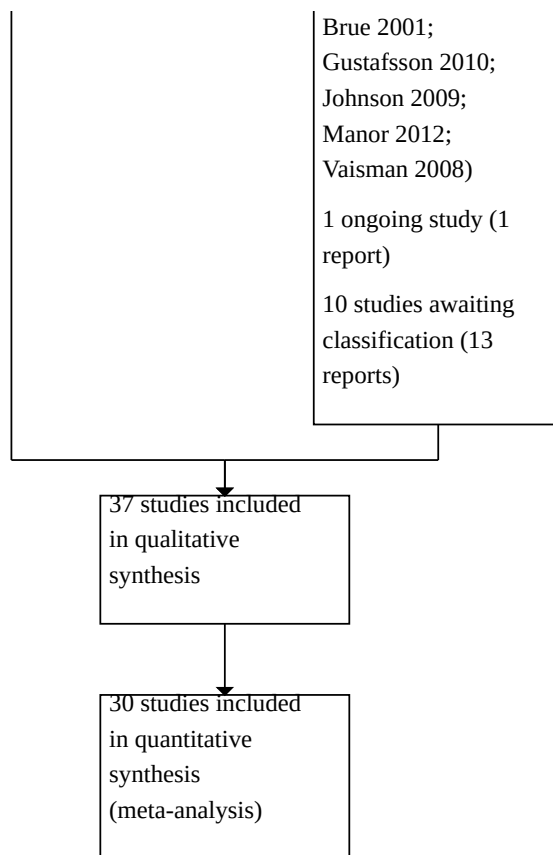 Brue 2001;
Gustafsson 2010;
Johnson 2009;
Manor 2012;
Vaisman 2008)
1 ongoing study (1
report)
10 studies awaiting
classification (13
reports)
37 studies included
in qualitative
synthesis
30 studies included
in quantitative
synthesis
(meta-analysis)